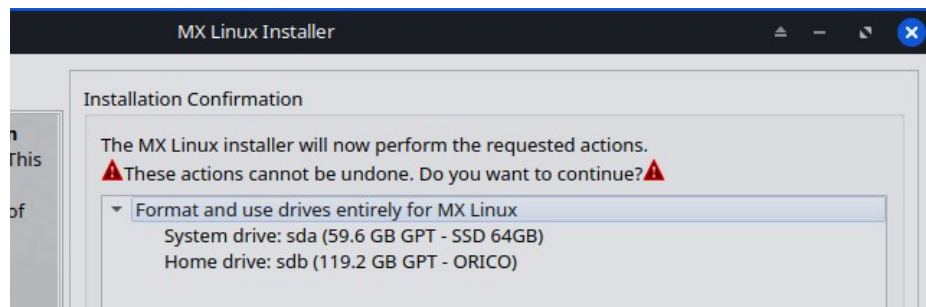 MX Linux Installer
Installation Confirmation
The MX Linux installer will now perform the requested actions.
These actions cannot be undone. Do you want to continue?
This
of
Format and use drives entirely for MX Linux
System drive: sda (59.6 GB GPT - SSD 64GB)
Home drive: sdb (119.2 GB GPT - ORICO)